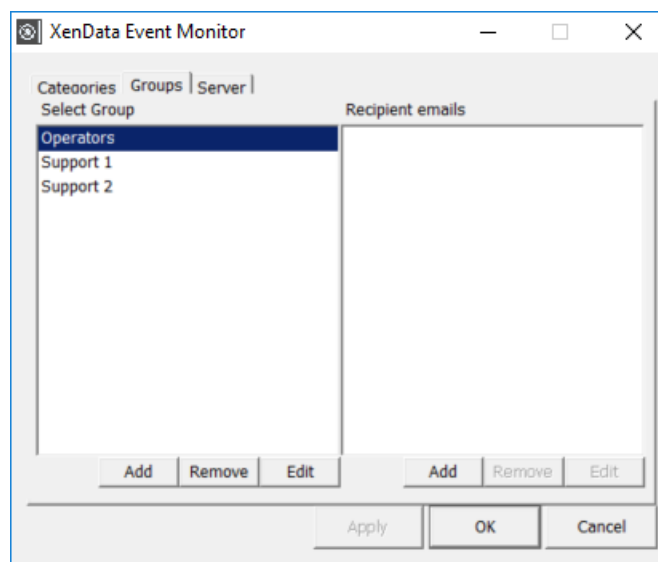 XenData Event Monitor
Categories Groups Server
Select Group Recipient emails
Operators
Support 1
Support 2
Add Remove Edit Add Remove Edit
Apply OK Cancel